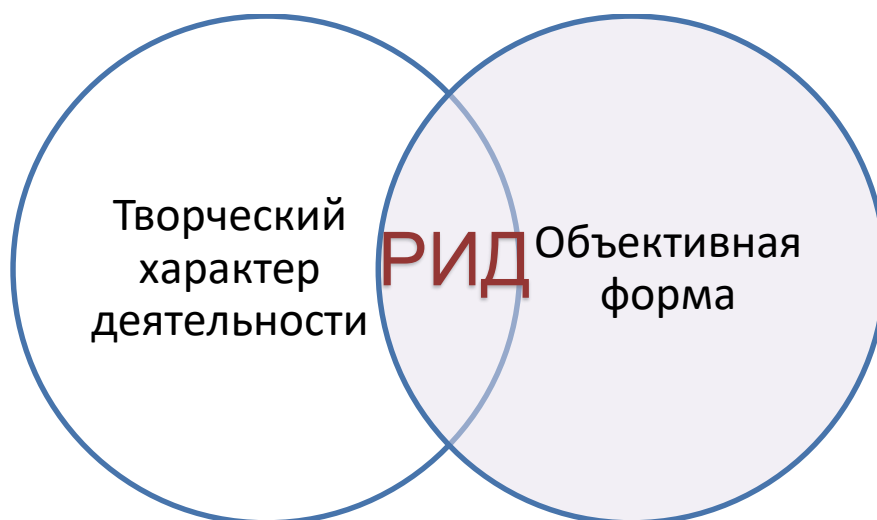 Творческий
характер
деятельности
РИД
Объективная
форма